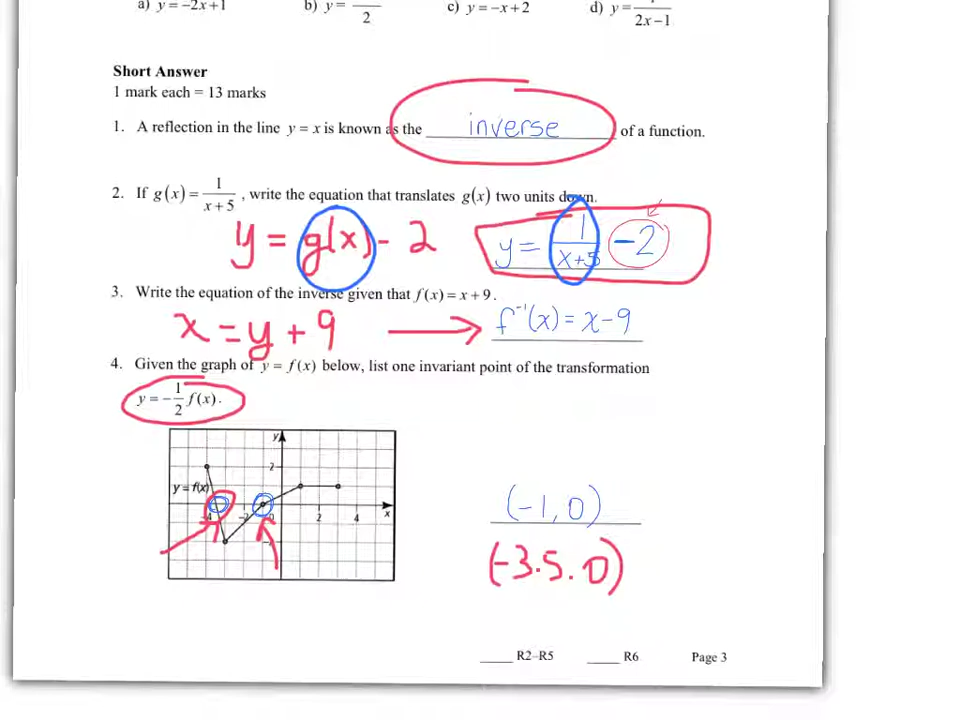 a) y = −2x + 1 b) y = 2 c) y = −x + 2 d) y = 2x − 1
Short Answer
1 mark each = 13 marks
1. A reflection in the line y = x is known as the inverse of a function.
2. If g(x) = 1/(x + 5), write the equation that translates g(x) two units down.
y = g(x) - 2 y = 1/(x+5) - 2
3. Write the equation of the inverse given that f(x) = x + 9.
x = y + 9 → f⁻¹(x) = x - 9
4. Given the graph of y = f(x) below, list one invariant point of the transformation
y = −1/2 f(x).
y
2
y = f(x)
-4 -2 0 2 4 x
(-1, 0)
(-3.5. 0)
R2–R5 R6 Page 3